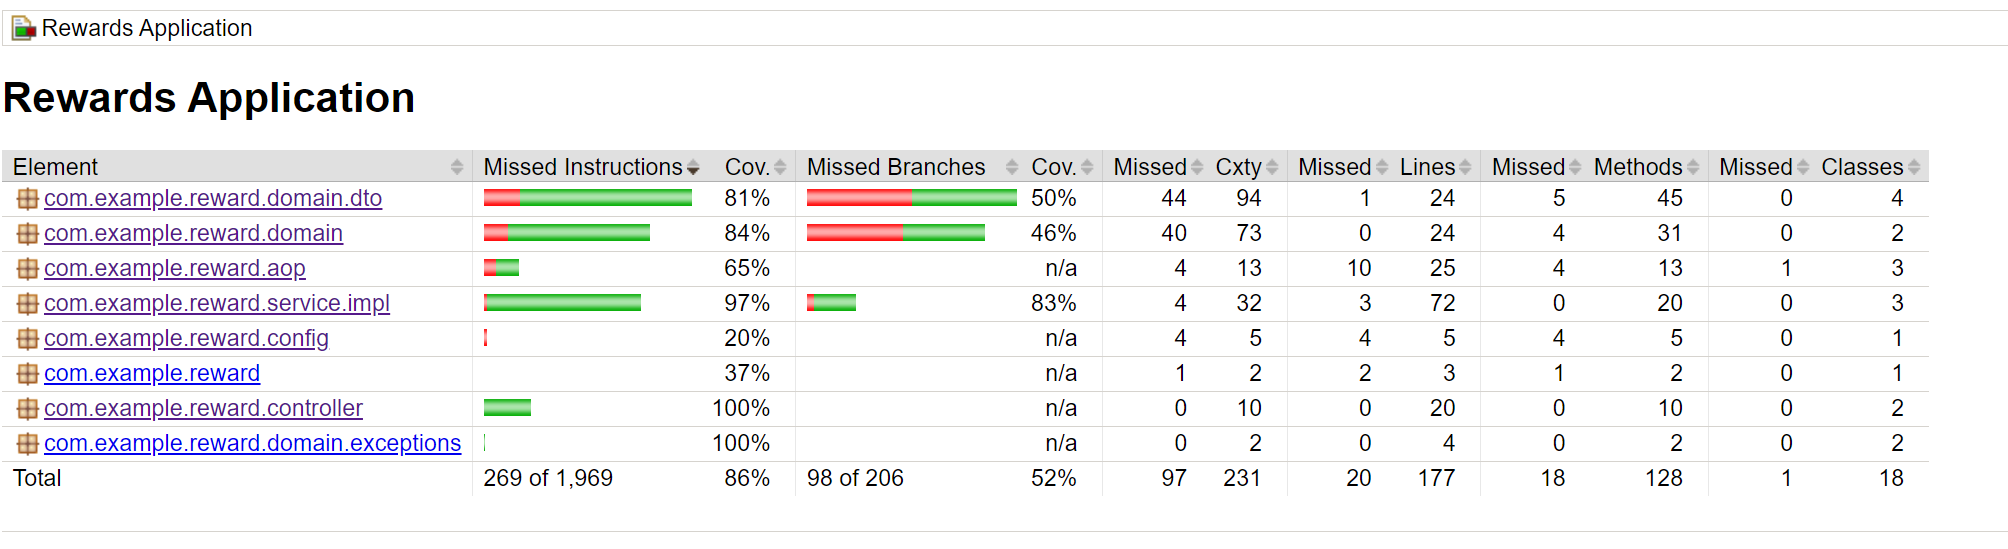 Rewards Application
Rewards Application
Element Missed Instructions Cov. Missed Branches Cov. Missed Cxty Missed Lines Missed Methods Missed Classes
com.example.reward.domain.dto 81% 50% 44 94 1 24 5 45 0 4
com.example.reward.domain 84% 46% 40 73 0 24 4 31 0 2
com.example.reward.aop 65% n/a 4 13 10 25 4 13 1 3
com.example.reward.service.impl 97% 83% 4 32 3 72 0 20 0 3
com.example.reward.config 20% n/a 4 5 4 5 4 5 0 1
com.example.reward 37% n/a 1 2 2 3 1 2 0 1
com.example.reward.controller 100% n/a 0 10 0 20 0 10 0 2
com.example.reward.domain.exceptions 100% n/a 0 2 0 4 0 2 0 2
Total 269 of 1,969 86% 98 of 206 52% 97 231 20 177 18 128 1 18